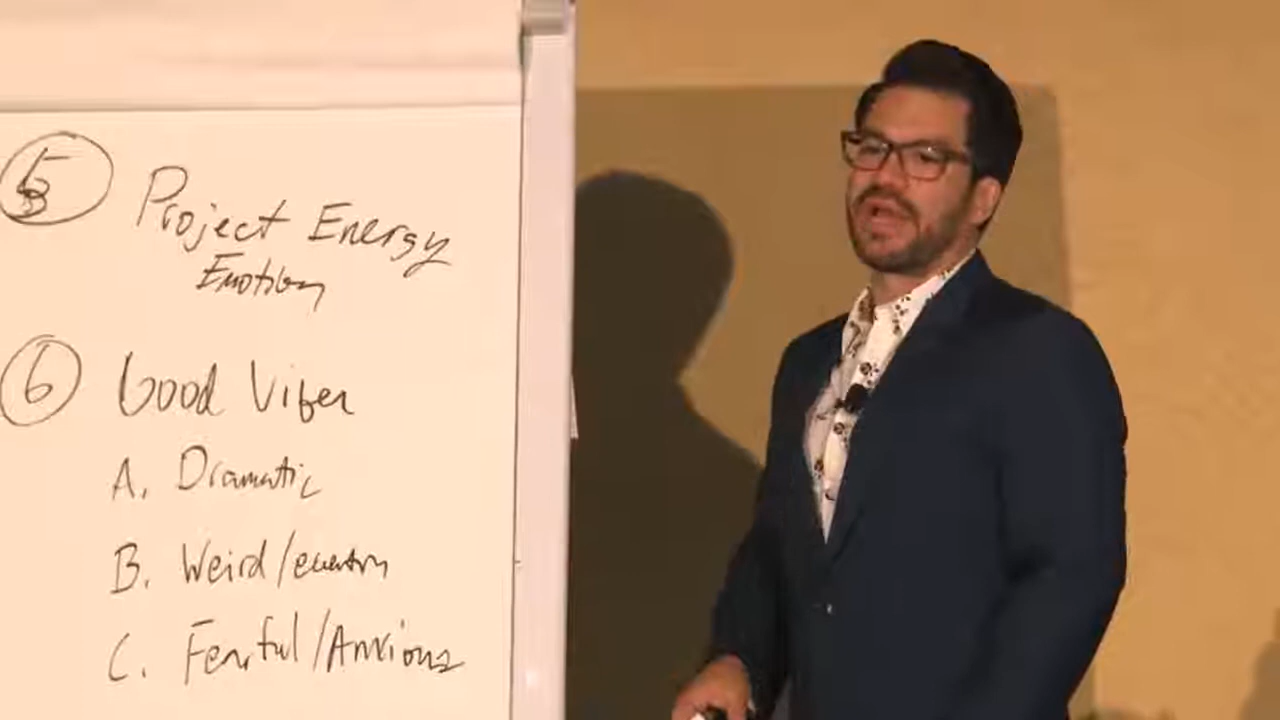 5 Project Energy
Emotion
6 Good Vibes
A. Dramatic
B. Weird/
C. Fearful/Anxious